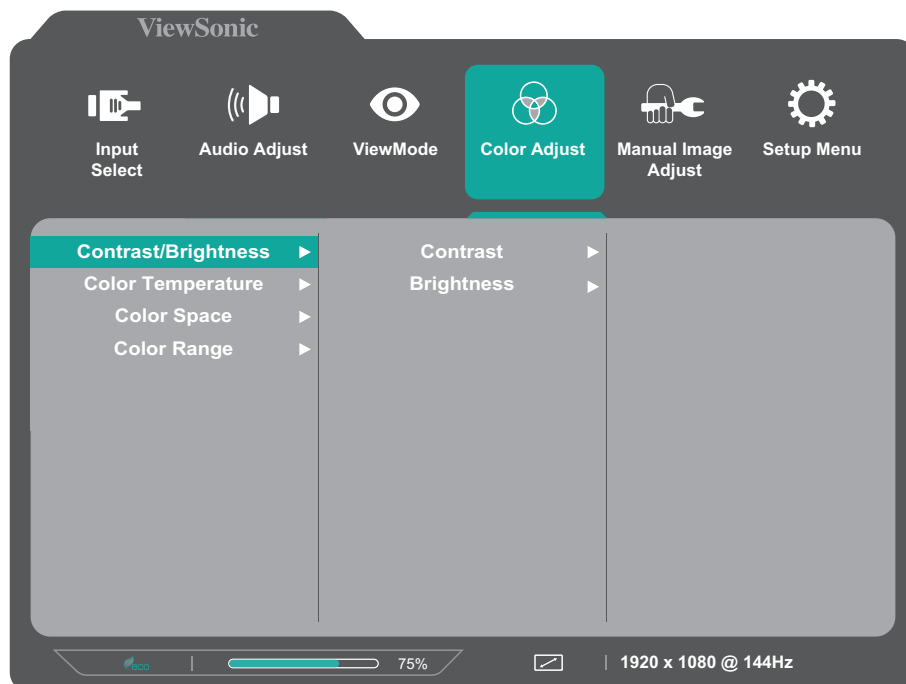 ViewSonic
Input
Select
Audio Adjust
ViewMode
Color Adjust
Manual Image
Adjust
Setup Menu
Contrast/Brightness
Contrast
Color Temperature
Brightness
Color Space
Color Range
eco
75%
1920 x 1080 @ 144Hz